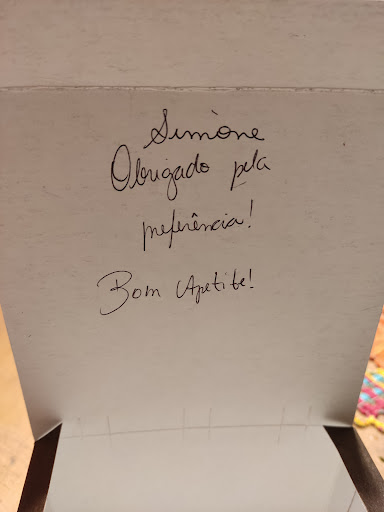 Simone
Obrigado pela
preferência!
Bom Apetite!